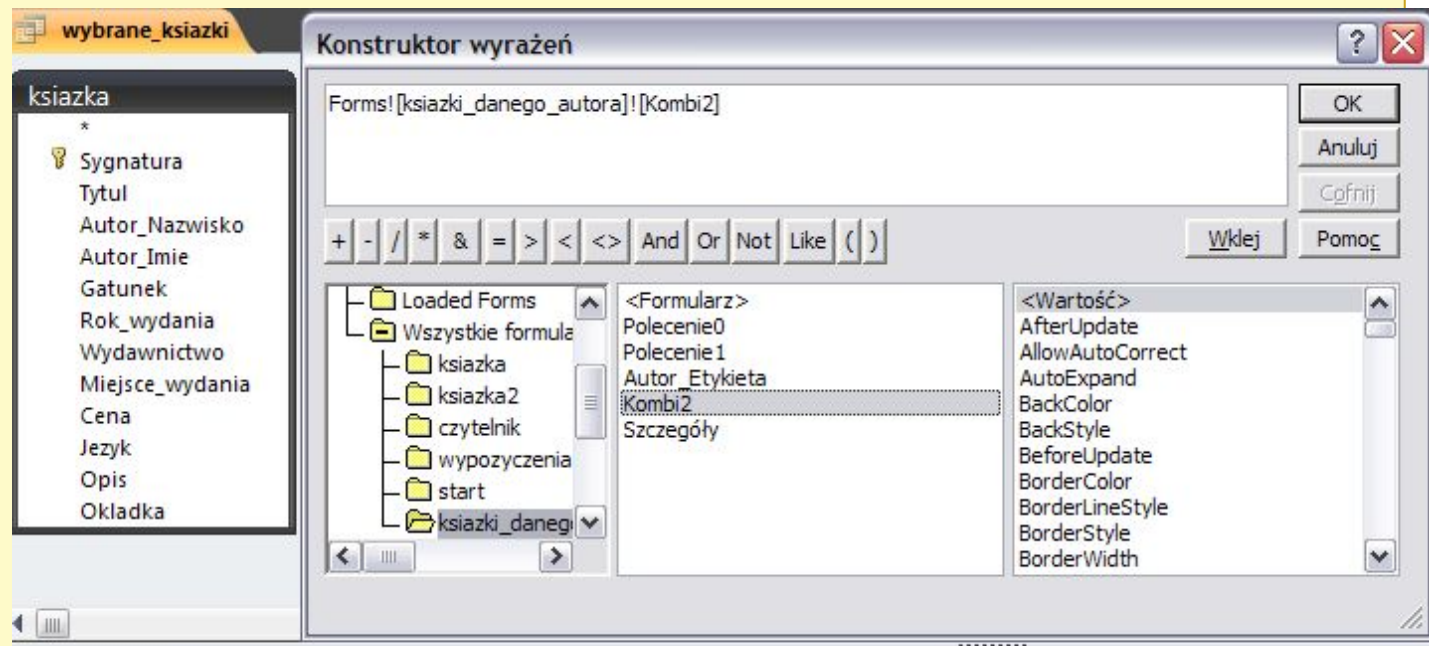 wybrane_ksiazki
ksiazka
*
Sygnatura
Tytul
Autor_Nazwisko
Autor_Imie
Gatunek
Rok_wydania
Wydawnictwo
Miejsce_wydania
Cena
Jezyk
Opis
Okladka
Konstruktor wyrażeń
Forms![ksiazki_danego_autora]![Kombi2]
OK
Anuluj
Cofnij
+ - / * & = > < <> And Or Not Like ( ) Wklej Pomoc
Loaded Forms
Wszystkie formula
ksiazka
ksiazka2
czytelnik
wypozyczenia
start
ksiazki_daneg
<Formularz>
Polecenie0
Polecenie1
Autor_Etykieta
Kombi2
Szczegóły
<Wartość>
AfterUpdate
AllowAutoCorrect
AutoExpand
BackColor
BackStyle
BeforeUpdate
BorderColor
BorderLineStyle
BorderStyle
BorderWidth